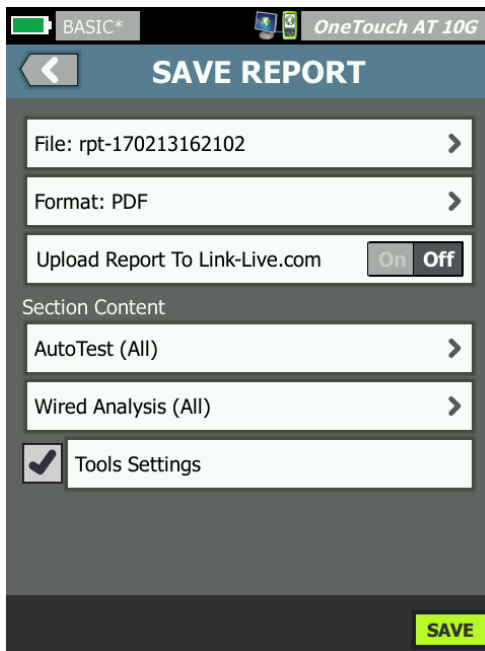 BASIC*
OneTouch AT 10G
SAVE REPORT
File: rpt-170213162102
Format: PDF
Upload Report To Link-Live.com On Off
Section Content
AutoTest (All)
Wired Analysis (All)
Tools Settings
SAVE